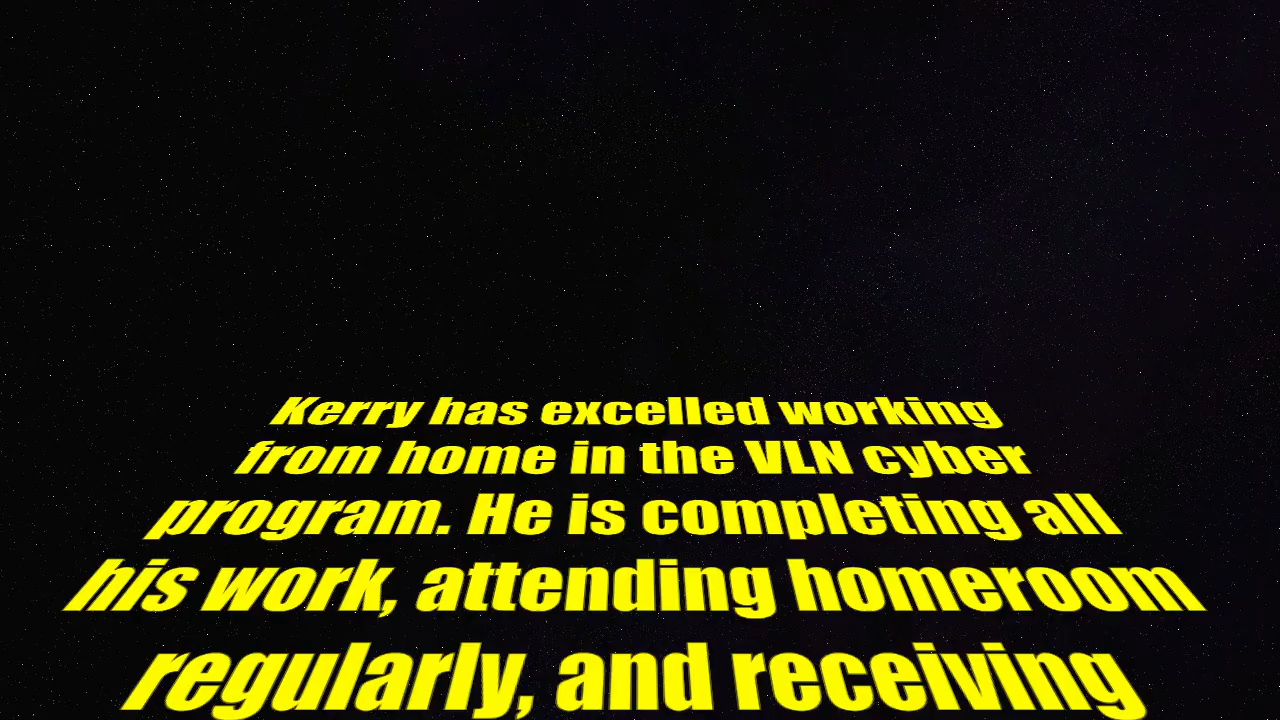 Kerry has excelled working
from home in the VLN cyber
program. He is completing all
his work, attending homeroom
regularly, and receiving